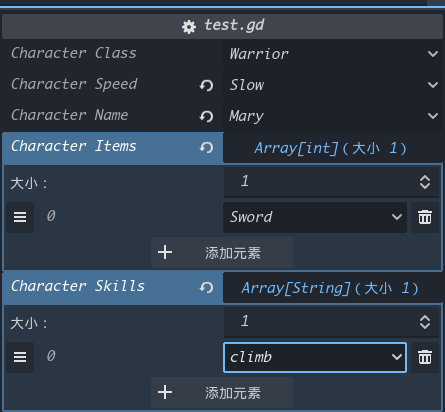 test.gd
Character Class Warrior
Character Speed Slow
Character Name Mary
Character Items Array[int](大小 1)
大小： 1
0 Sword
添加元素
Character Skills Array[String](大小 1)
大小： 1
0 climb
添加元素